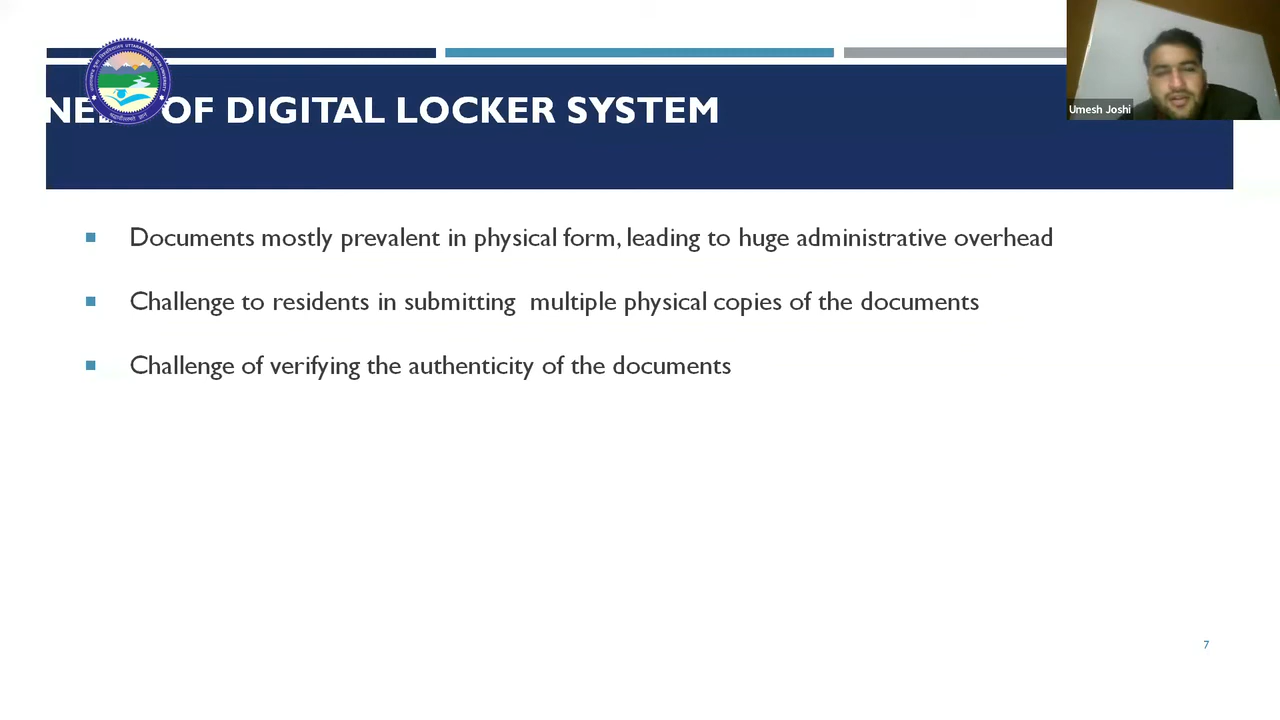 OF DIGITAL LOCKER SYSTEM
Umesh Joshi
Documents mostly prevalent in physical form, leading to huge administrative overhead
Challenge to residents in submitting multiple physical copies of the documents
Challenge of verifying the authenticity of the documents
7